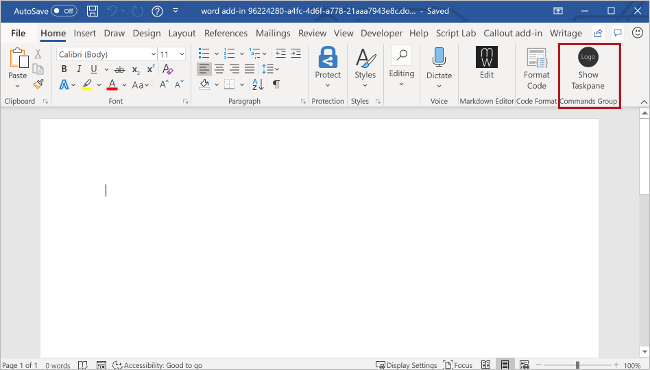 AutoSave Off word add-in 96224280-a4fc-4d6f-a778-21aaa7943e8c.do... - Saved
File Home Insert Draw Design Layout References Mailings Review View Developer Help Script Lab Callout add-in Writage
Calibri (Body) 11
Paste
B I U ab x2 x2 A
A A Aa A A
Protect
Styles
Editing
Dictate
Edit
Format Code
Logo
Show Taskpane
Clipboard Font Paragraph Protection Styles Voice Markdown Editor Code Format Commands Group
Page 1 of 1 0 words Accessibility: Good to go Display Settings Focus 100%